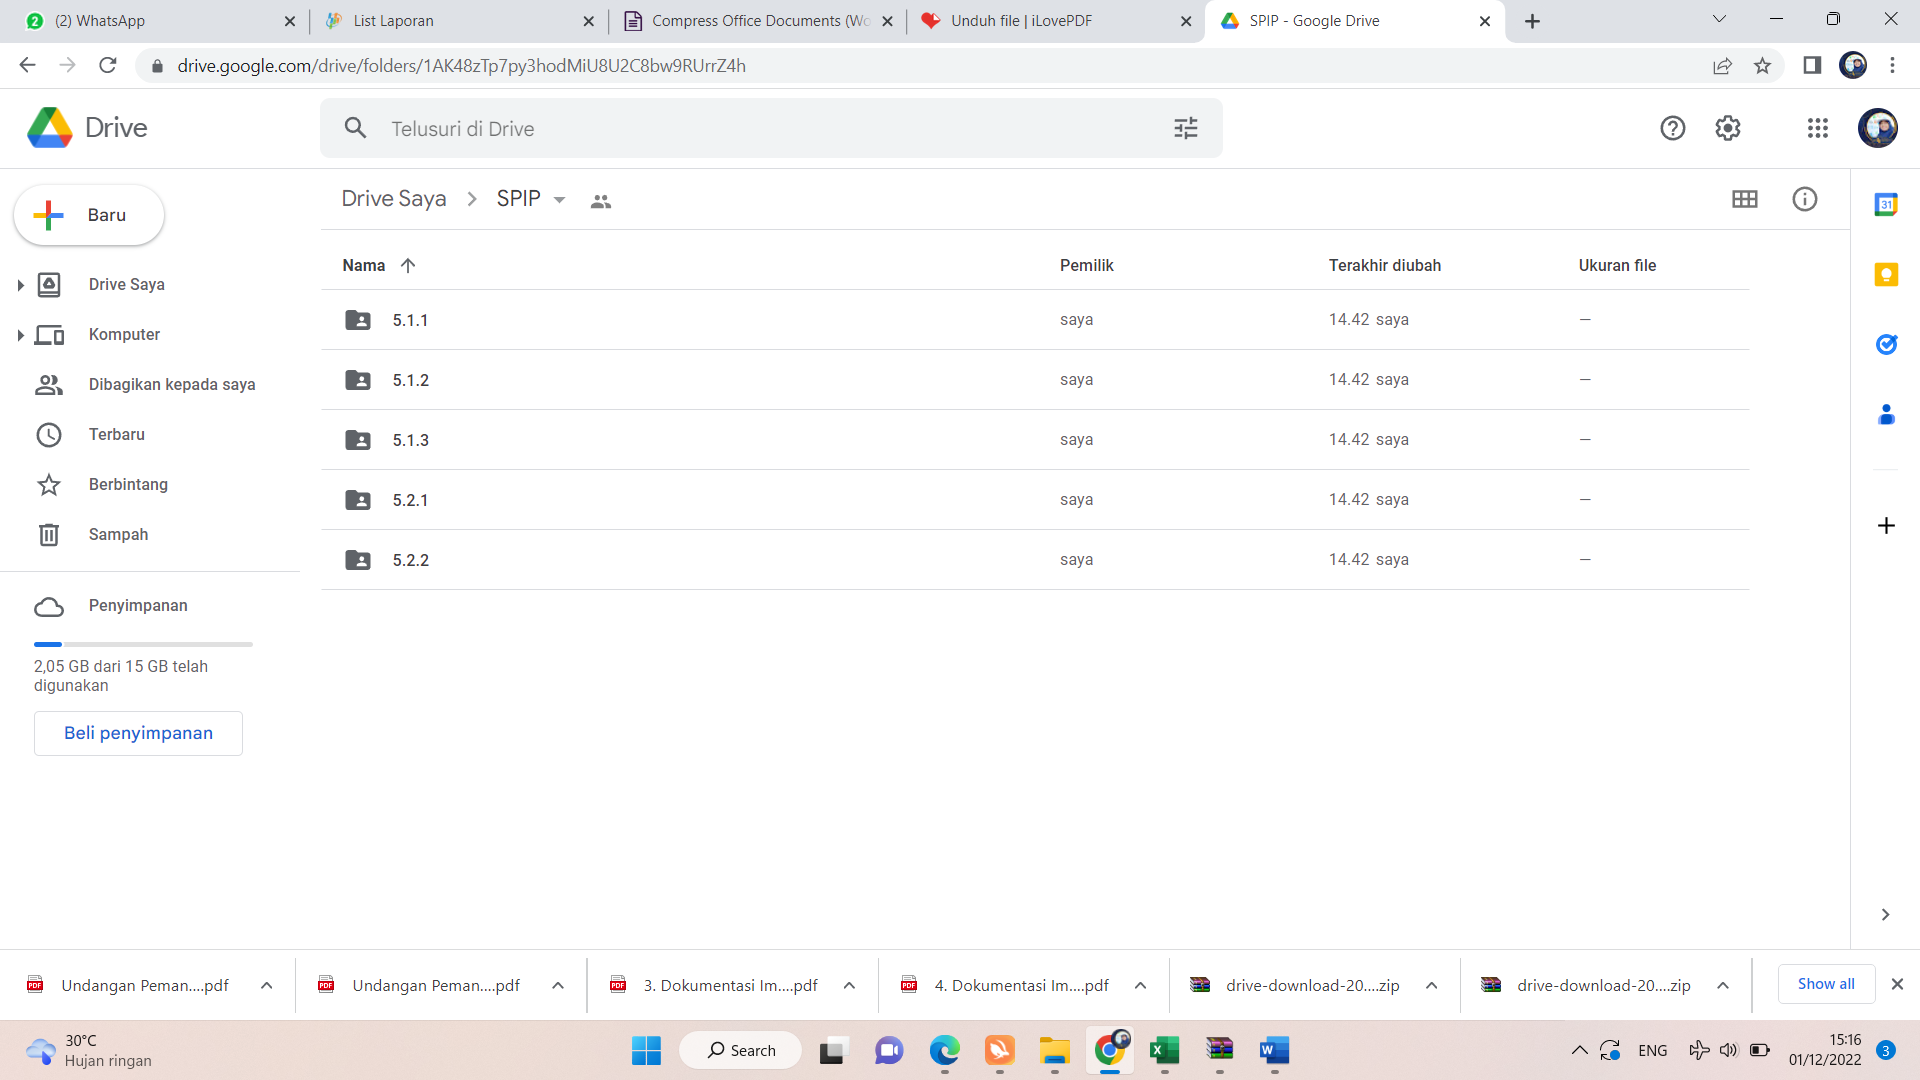 (2) WhatsApp
List Laporan
Compress Office Documents (Wo
Unduh file | iLovePDF
SPIP - Google Drive
drive.google.com/drive/folders/1AK48zTp7py3hodMiU8U2C8bw9RUrrZ4h
Drive
Telusuri di Drive
Baru
Drive Saya
Komputer
Dibagikan kepada saya
Terbaru
Berbintang
Sampah
Penyimpanan
2,05 GB dari 15 GB telah
digunakan
Beli penyimpanan
Drive Saya > SPIP
Nama Pemilik Terakhir diubah Ukuran file
5.1.1 saya 14.42 saya —
5.1.2 saya 14.42 saya —
5.1.3 saya 14.42 saya —
5.2.1 saya 14.42 saya —
5.2.2 saya 14.42 saya —
31
Undangan Peman....pdf
Undangan Peman....pdf
3. Dokumentasi Im....pdf
4. Dokumentasi Im....pdf
drive-download-20....zip
drive-download-20....zip
Show all
30°C
Hujan ringan
Search
ENG
15:16
01/12/2022
3